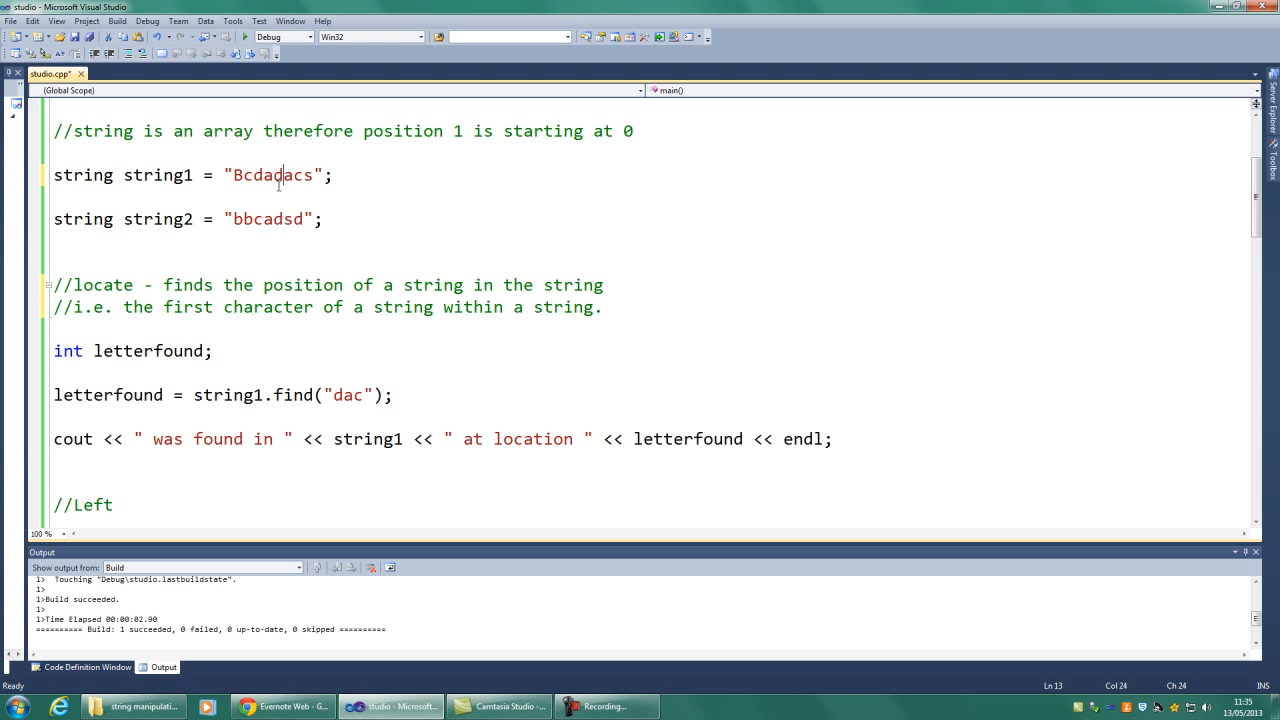 studio - Microsoft Visual Studio
File Edit View Project Build Debug Team Data Tools Test Window Help
Debug Win32
studio.cpp*
(Global Scope) main()
//string is an array therefore position 1 is starting at 0
string string1 = "Bcdadacs";
string string2 = "bbcadsd";
//locate - finds the position of a string in the string
//i.e. the first character of a string within a string.
int letterfound;
letterfound = string1.find("dac");
cout << " was found in " << string1 << " at location " << letterfound << endl;
//Left
100 %
Server Explorer
Toolbox
Output
Show output from: Build
1> Touching "Debug\studio.lastbuildstate".
1>
1>Build succeeded.
1>
1>Time Elapsed 00:00:02.90
========== Build: 1 succeeded, 0 failed, 0 up-to-date, 0 skipped ==========
Code Definition Window Output
Ready Ln 13 Col 24 Ch 24 INS
string manipulati... Evernote Web - G... studio - Microsoft... Camtasia Studio -... Recording...
11:35
13/05/2013